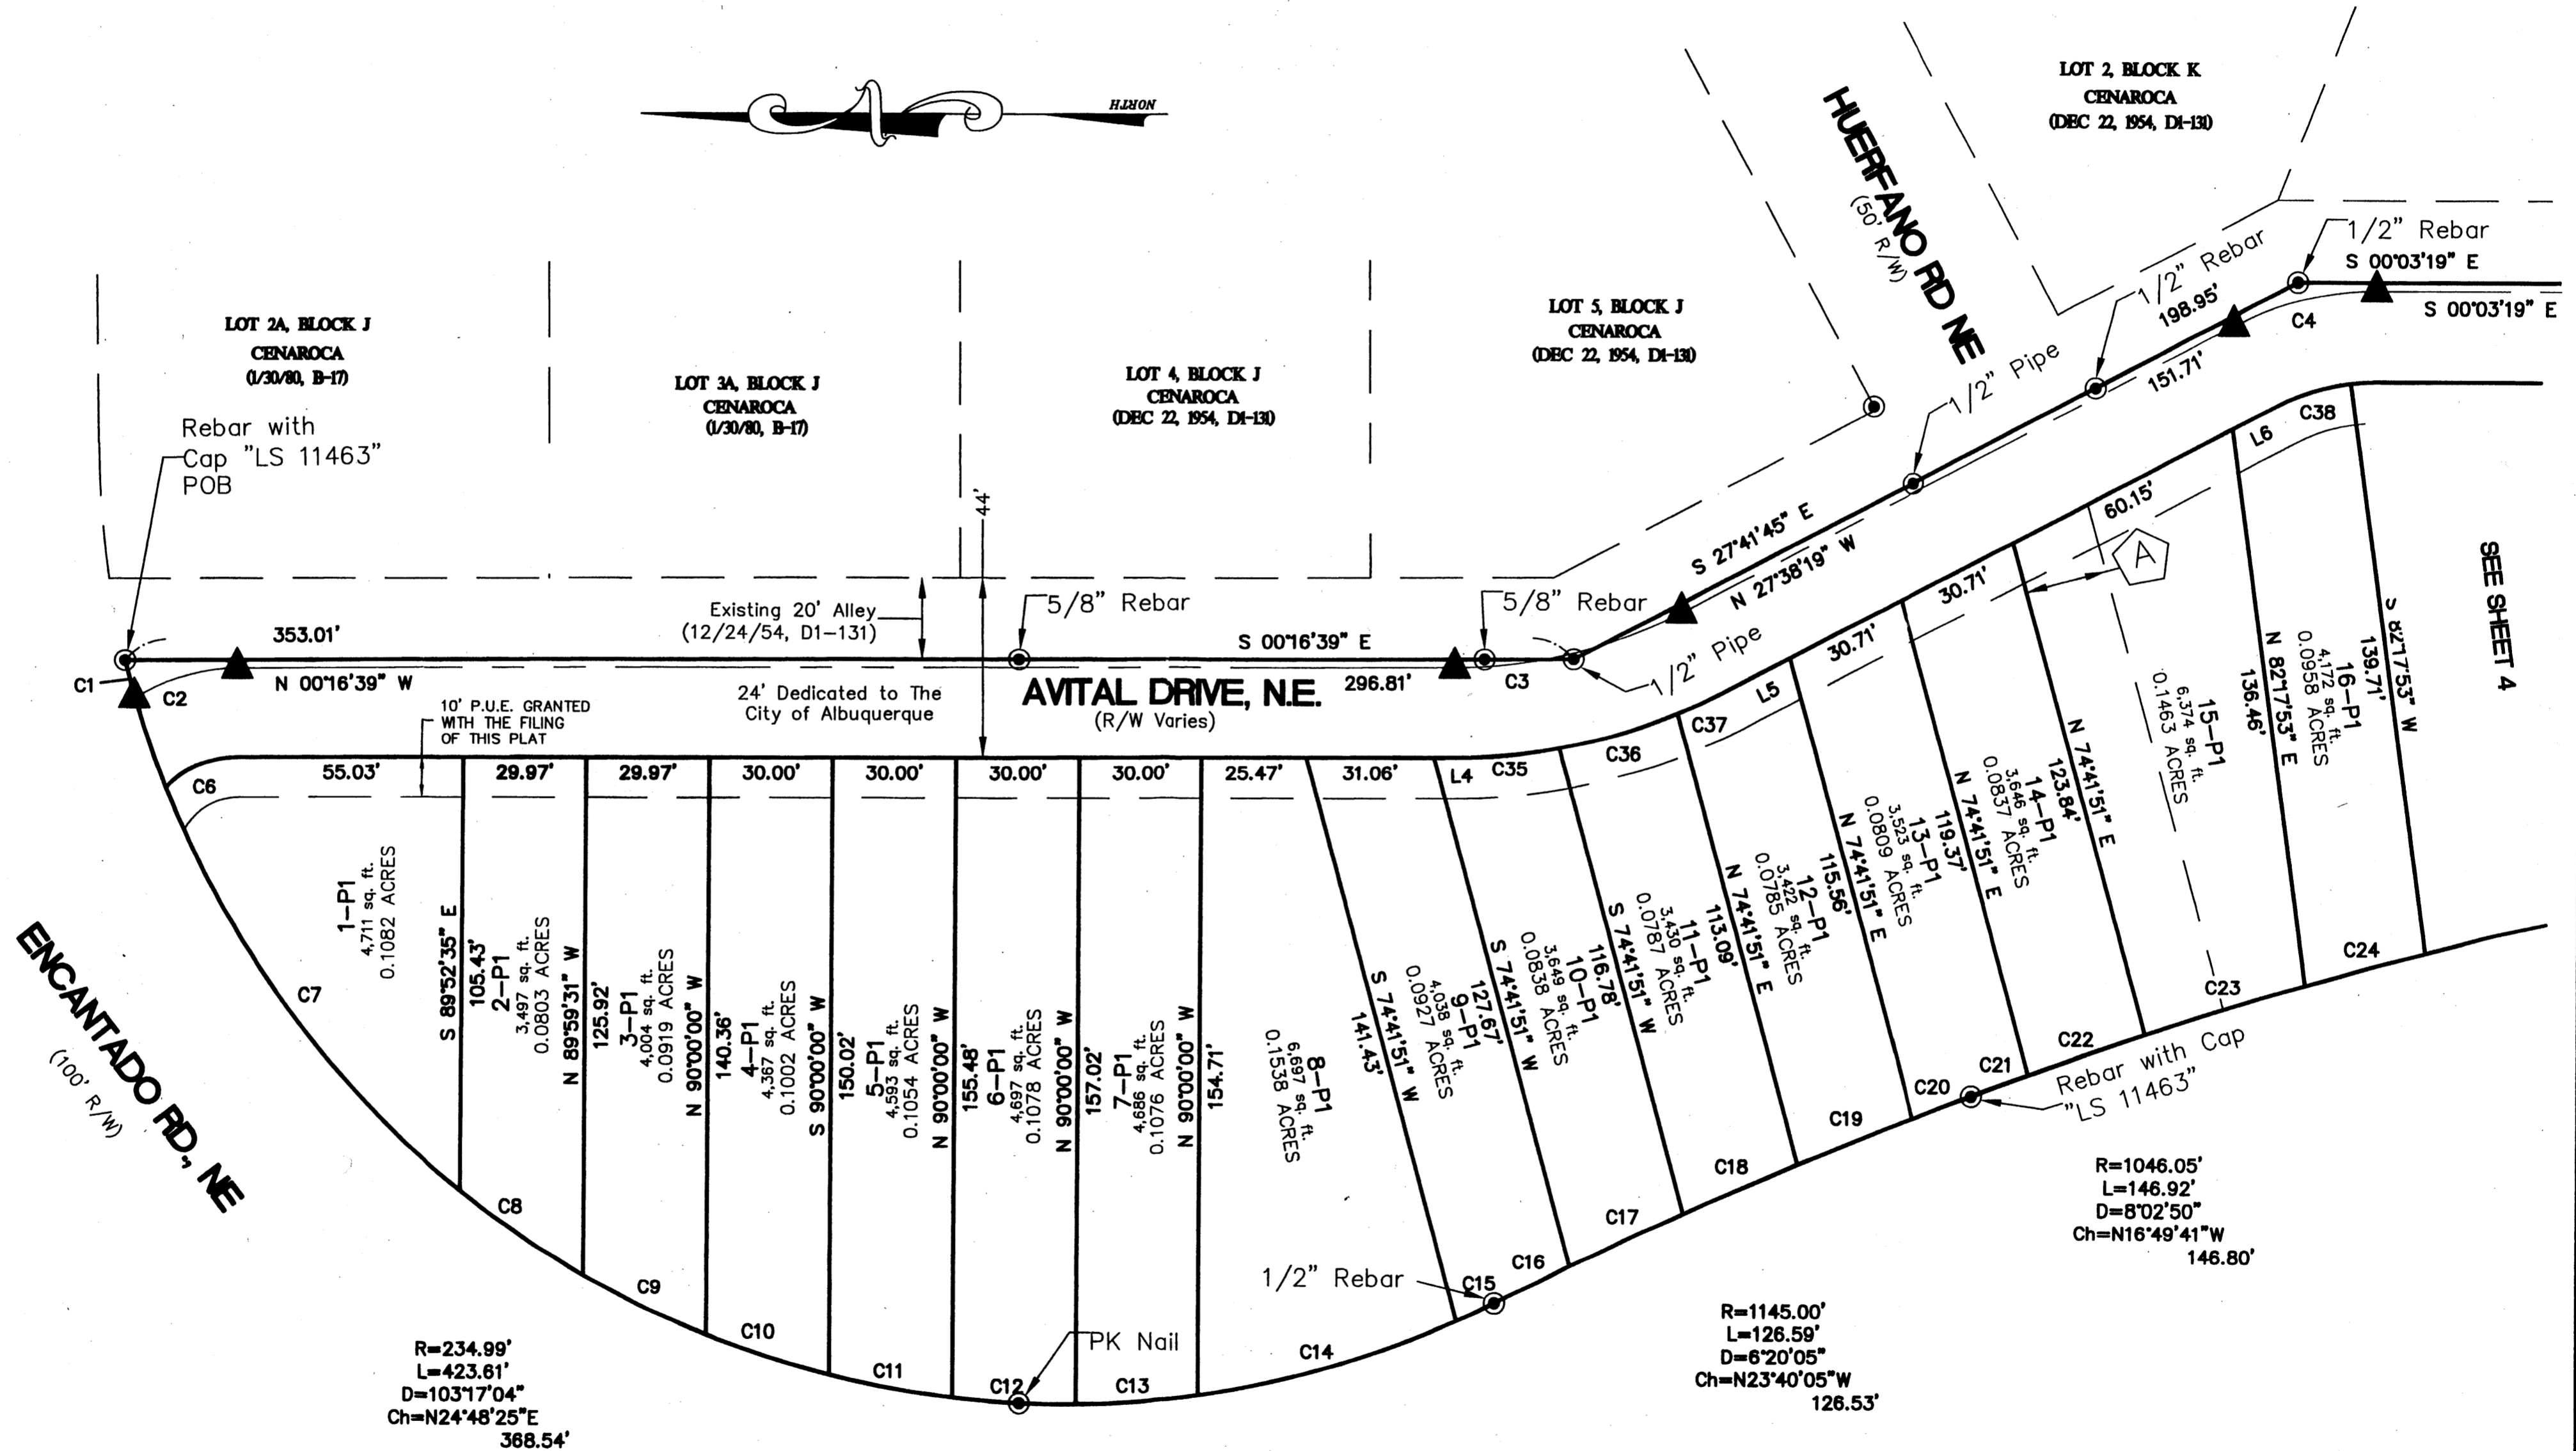 NORTH
LOT 2, BLOCK K
CENAROCA
(DEC 22, 1954, D1-131)
HUERFANO RD NE
(50' R/W)
1/2" Rebar
S 00°03'19" E
S 00°03'19" E
1/2" Rebar
198.95'
C4
151.71'
1/2" Pipe
LOT 2A, BLOCK J
CENAROCA
(1/30/80, B-17)
LOT 3A, BLOCK J
CENAROCA
(1/30/80, B-17)
LOT 4, BLOCK J
CENAROCA
(DEC 22, 1954, D1-131)
LOT 5, BLOCK J
CENAROCA
(DEC 22, 1954, D1-131)
Rebar with
Cap "LS 11463"
POB
44'
S 27°41'45" E
N 27°38'19" W
Existing 20' Alley
(12/24/54, D1-131)
5/8" Rebar
5/8" Rebar
1/2" Pipe
353.01'
S 00°16'39" E
C1
C2
N 00°16'39" W
24' Dedicated to The
City of Albuquerque
AVITAL DRIVE, N.E.
(R/W Varies)
296.81'
C3
10' P.U.E. GRANTED
WITH THE FILING
OF THIS PLAT
C6
55.03'
29.97'
29.97'
30.00'
30.00'
30.00'
30.00'
25.47'
31.06'
L4
C35
C36
C37
L5
30.71'
30.71'
60.15'
A
L6
C38
SEE SHEET 4
1-P1
4,711 sq. ft.
0.1082 ACRES
S 89°52'35" E
105.43'
2-P1
3,497 sq. ft.
0.0803 ACRES
N 89°59'31" W
125.92'
3-P1
4,004 sq. ft.
0.0919 ACRES
N 90°00'00" W
140.36'
4-P1
4,367 sq. ft.
0.1002 ACRES
S 90°00'00" W
150.02'
5-P1
4,593 sq. ft.
0.1054 ACRES
N 90°00'00" W
155.48'
6-P1
4,697 sq. ft.
0.1078 ACRES
N 90°00'00" W
157.02'
7-P1
4,686 sq. ft.
0.1076 ACRES
N 90°00'00" W
154.71'
8-P1
6,697 sq. ft.
0.1538 ACRES
S 74°41'51" W
141.43'
9-P1
4,038 sq. ft.
0.0927 ACRES
S 74°41'51" W
127.67'
10-P1
3,649 sq. ft.
0.0838 ACRES
S 74°41'51" W
116.78'
11-P1
3,430 sq. ft.
0.0787 ACRES
N 74°41'51" E
113.09'
12-P1
3,422 sq. ft.
0.0785 ACRES
N 74°41'51" E
115.56'
13-P1
3,523 sq. ft.
0.0809 ACRES
N 74°41'51" E
119.37'
14-P1
3,646 sq. ft.
0.0837 ACRES
N 74°41'51" E
123.84'
15-P1
6,374 sq. ft.
0.1463 ACRES
N 82°17'53" E
136.46'
16-P1
4,172 sq. ft.
0.0958 ACRES
S 82°17'53" W
139.71'
ENCANTADO RD., NE
(100' R/W)
C7
C8
C9
C10
C11
C12
C13
C14
C15
C16
C17
C18
C19
C20
C21
C22
C23
C24
PK Nail
1/2" Rebar
Rebar with Cap
"LS 11463"
R=234.99'
L=423.61'
D=103°17'04"
Ch=N24°48'25"E
368.54'
R=1145.00'
L=126.59'
D=6°20'05"
Ch=N23°40'05"W
126.53'
R=1046.05'
L=146.92'
D=8°02'50"
Ch=N16°49'41"W
146.80'